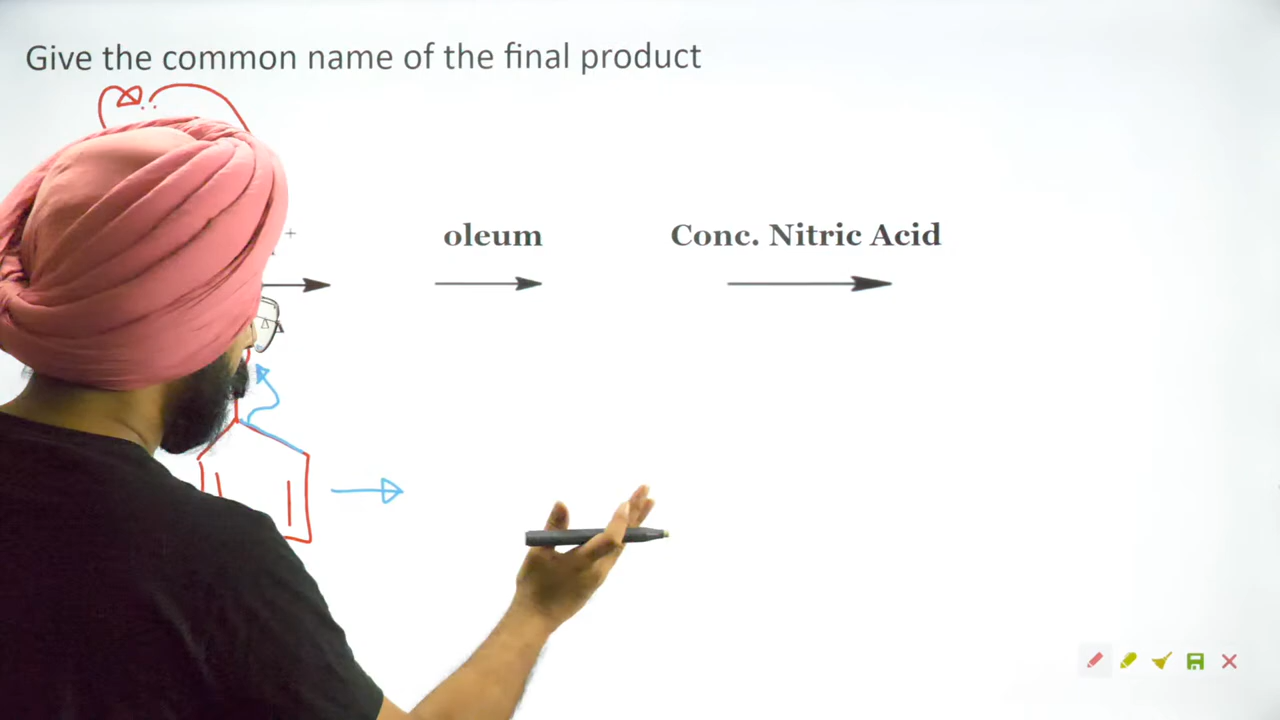 Give the common name of the final product
+
oleum
Conc. Nitric Acid